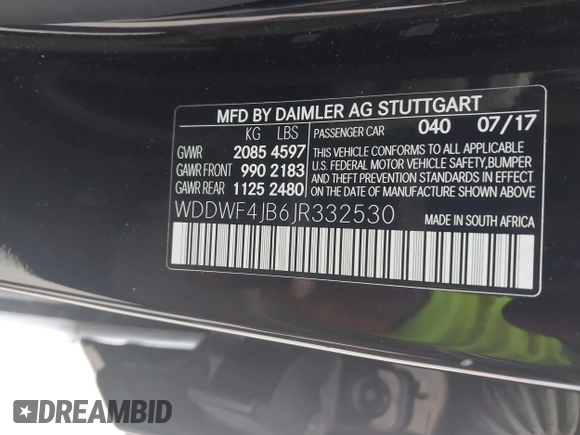 MFD BY DAIMLER AG STUTTGART
KG LBS PASSENGER CAR 040 07/17
GVWR 2085 4597
GAWR FRONT 990 2183
GAWR REAR 1125 2480
THIS VEHICLE CONFORMS TO ALL APPLICABLE
U.S. FEDERAL MOTOR VEHICLE SAFETY, BUMPER
AND THEFT PREVENTION STANDARDS IN EFFECT
ON THE DATE OF MANUFACTURE SHOWN ABOVE.
WDDWF4JB6JR332530 MADE IN SOUTH AFRICA
DREAMBID